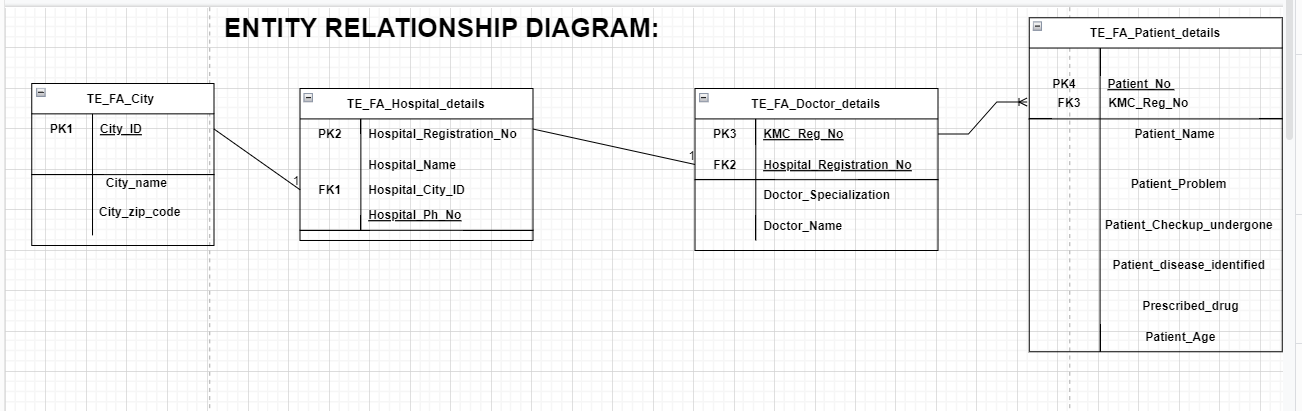 ENTITY RELATIONSHIP DIAGRAM:
TE_FA_City
PK1 City_ID
City_name
City_zip_code
1
TE_FA_Hospital_details
PK2 Hospital_Registration_No
Hospital_Name
FK1 Hospital_City_ID
Hospital_Ph_No
1
TE_FA_Doctor_details
PK3 KMC_Reg_No
FK2 Hospital_Registration_No
Doctor_Specialization
Doctor_Name
TE_FA_Patient_details
PK4 Patient_No
FK3 KMC_Reg_No
Patient_Name
Patient_Problem
Patient_Checkup_undergone
Patient_disease_identified
Prescribed_drug
Patient_Age